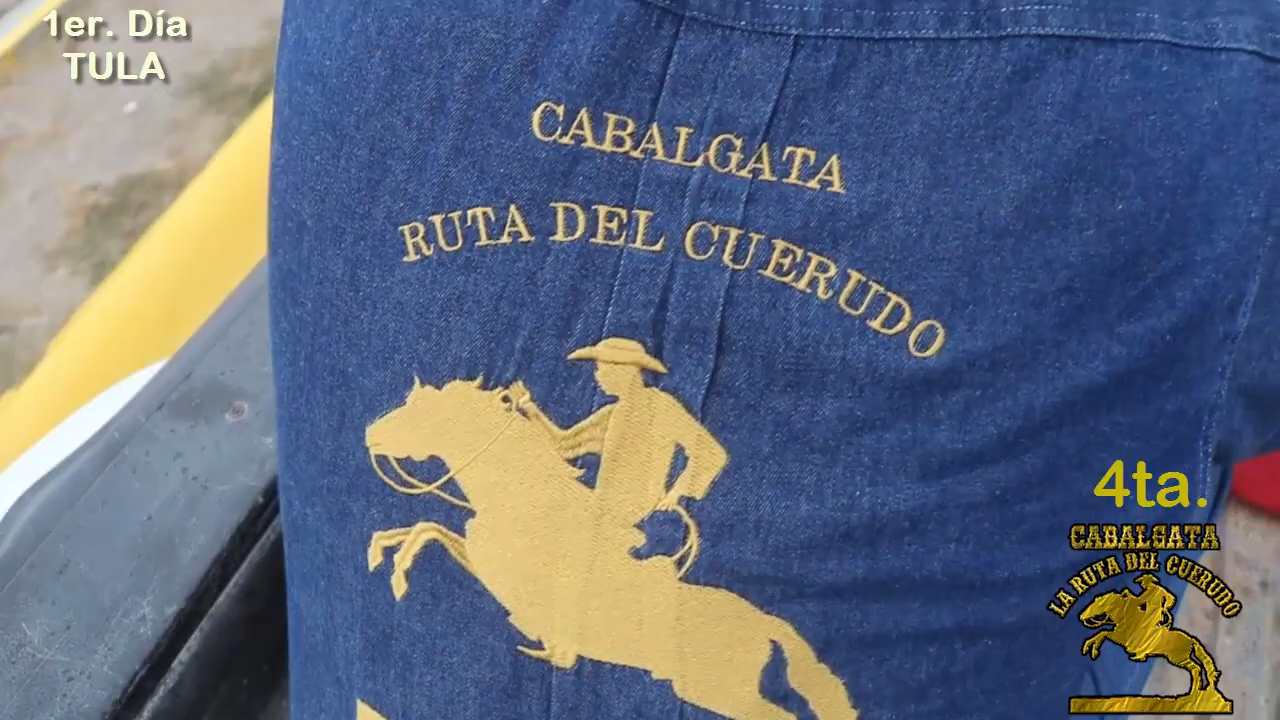 1er. Día
TULA
CABALGATA
RUTA DEL CUERUDO
4ta.
CABALGATA
LA RUTA DEL CUERUDO